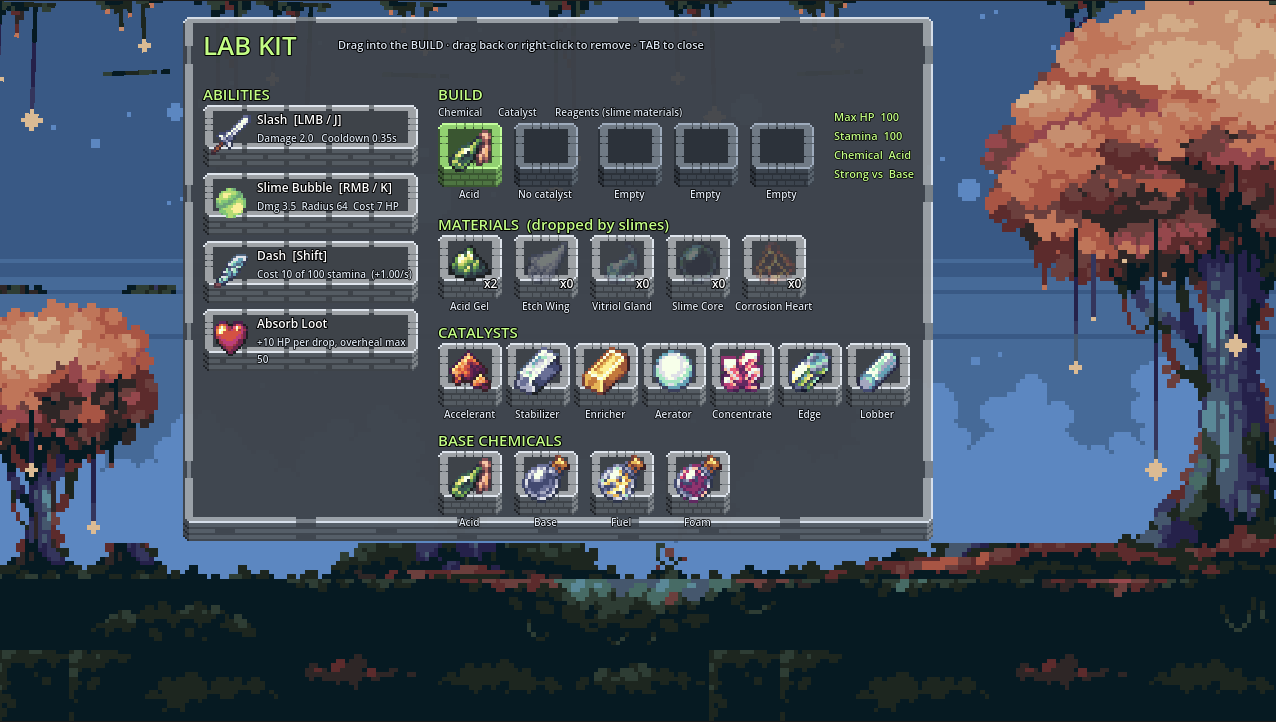 LAB KIT
Drag into the BUILD · drag back or right-click to remove · TAB to close
ABILITIES
Slash [LMB / J]
Damage 2.0 Cooldown 0.35s
Slime Bubble [RMB / K]
Dmg 3.5 Radius 64 Cost 7 HP
Dash [Shift]
Cost 10 of 100 stamina (+1.00/s)
Absorb Loot
+10 HP per drop, overheal max
50
BUILD
Chemical Catalyst Reagents (slime materials)
Acid No catalyst Empty Empty Empty
Max HP 100
Stamina 100
Chemical Acid
Strong vs Base
MATERIALS (dropped by slimes)
x2 x0 x0 x0 x0
Acid Gel Etch Wing Vitriol Gland Slime Core Corrosion Heart
CATALYSTS
Accelerant Stabilizer Enricher Aerator Concentrate Edge Lobber
BASE CHEMICALS
Acid Base Fuel Foam